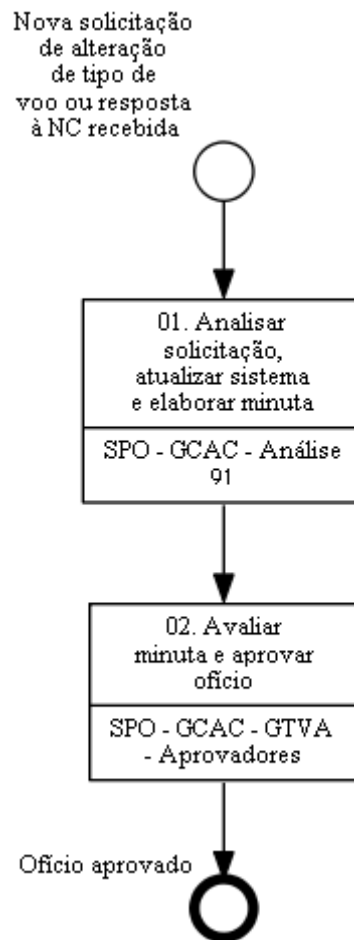 Nova solicitação
de alteração
de tipo de
voo ou resposta
à NC recebida
01. Analisar
solicitação,
atualizar sistema
e elaborar minuta
SPO - GCAC - Análise
91
02. Avaliar
minuta e aprovar
ofício
SPO - GCAC - GTVA
- Aprovadores
Ofício aprovado